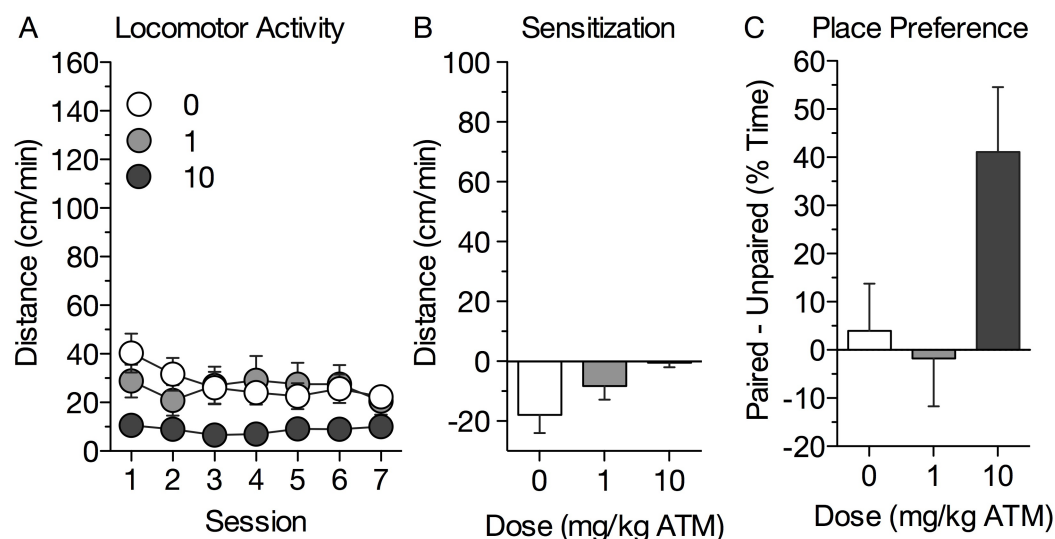 A Locomotor Activity
Distance (cm/min)
160
140
120
100
80
60
40
20
0
0
1
10
1 2 3 4 5 6 7
Session
B Sensitization
Distance (cm/min)
100
80
60
40
20
0
-20
0 1 10
Dose (mg/kg ATM)
C Place Preference
Paired - Unpaired (% Time)
60
50
40
30
20
10
0
-10
-20
0 1 10
Dose (mg/kg ATM)